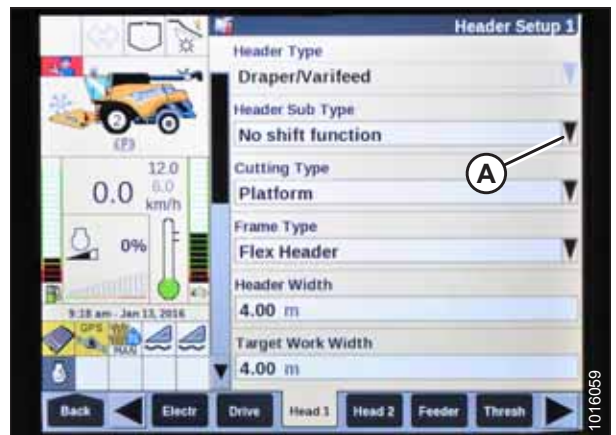 Header Setup 1
Header Type
Draper/Varifeed
Header Sub Type
No shift function
A
Cutting Type
Platform
Frame Type
Flex Header
Header Width
4.00 m
Target Work Width
4.00 m
2
(P)
12.0
0.0
6.0
km/h
0%
9:18 am - Jan 13, 2016
GPS
MAN
Back
Electr
Drive
Head 1
Head 2
Feeder
Thresh
1016059